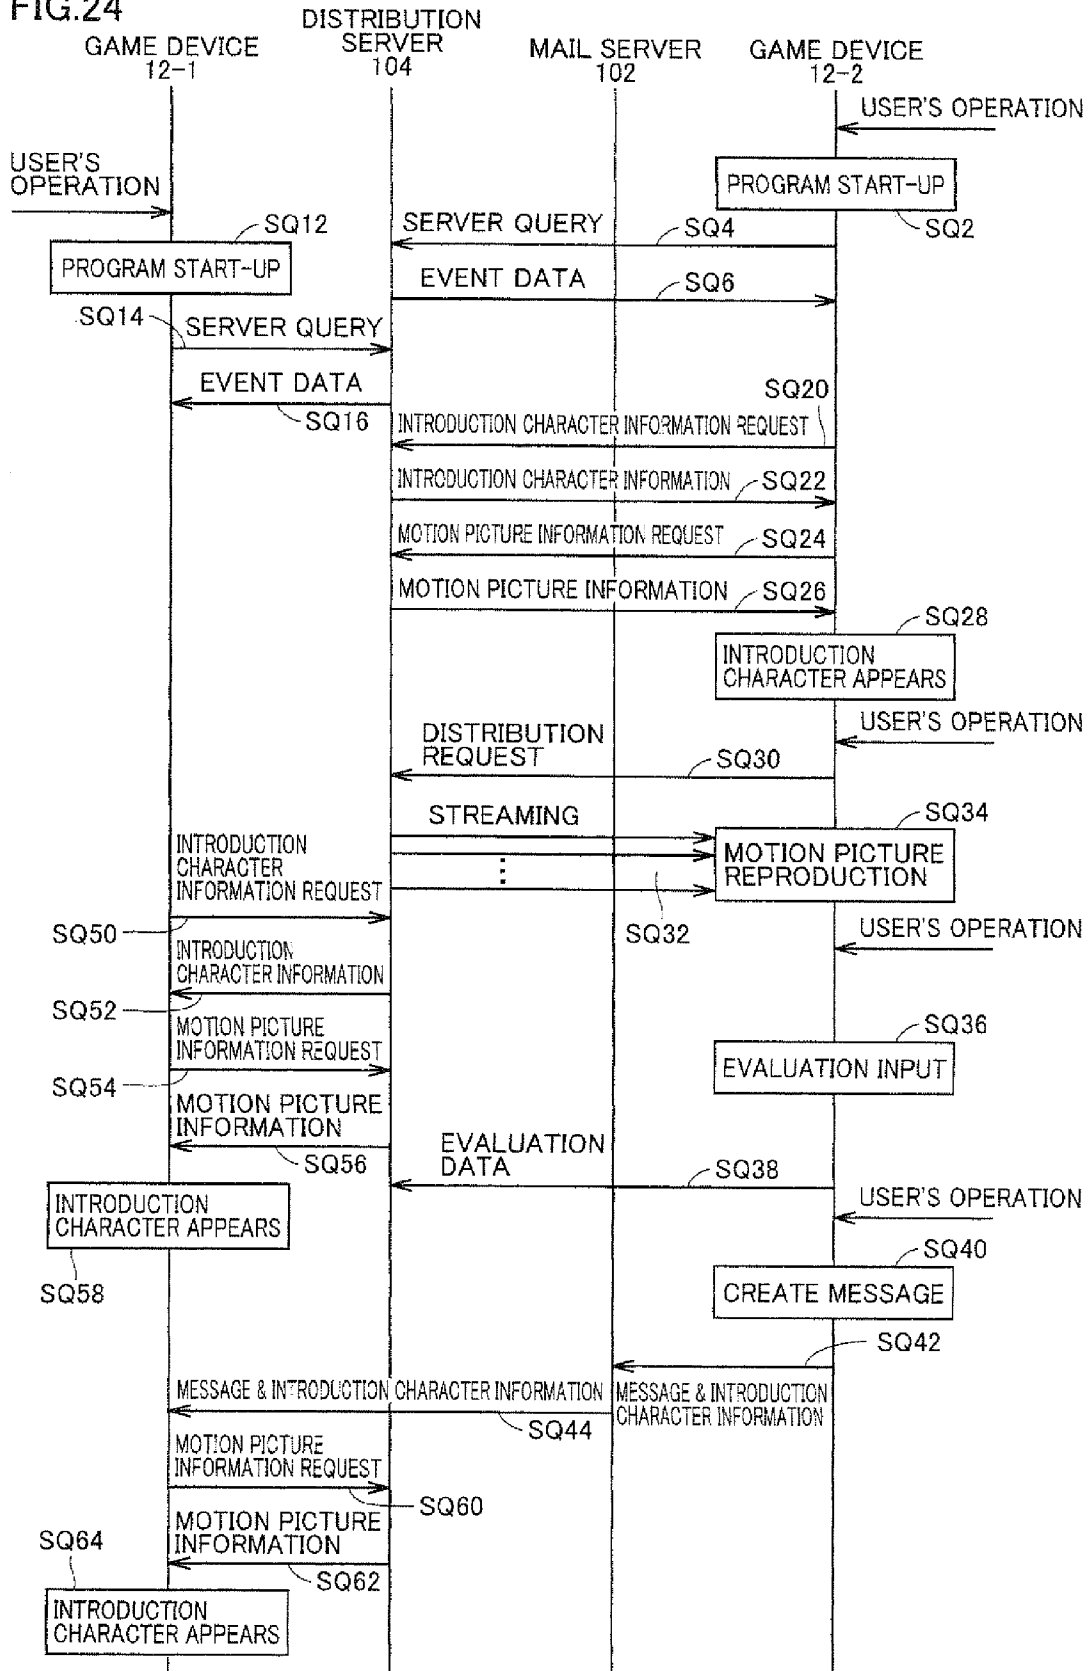 FIG.24
DISTRIBUTION
SERVER
104
GAME DEVICE
12-1
MAIL SERVER
102
GAME DEVICE
12-2
USER'S OPERATION
USER'S
OPERATION
PROGRAM START-UP
SQ2
SQ12
SERVER QUERY
SQ4
PROGRAM START-UP
EVENT DATA
SQ6
SQ14
SERVER QUERY
EVENT DATA
SQ16
SQ20
INTRODUCTION CHARACTER INFORMATION REQUEST
INTRODUCTION CHARACTER INFORMATION
SQ22
MOTION PICTURE INFORMATION REQUEST
SQ24
MOTION PICTURE INFORMATION
SQ26
SQ28
INTRODUCTION
CHARACTER APPEARS
USER'S OPERATION
DISTRIBUTION
REQUEST
SQ30
STREAMING
SQ34
MOTION PICTURE
REPRODUCTION
INTRODUCTION
CHARACTER
INFORMATION REQUEST
SQ50
SQ32
USER'S OPERATION
INTRODUCTION
CHARACTER INFORMATION
SQ52
MOTION PICTURE
INFORMATION REQUEST
SQ54
SQ36
EVALUATION INPUT
MOTION PICTURE
INFORMATION
SQ56
EVALUATION
DATA
SQ38
INTRODUCTION
CHARACTER APPEARS
SQ58
USER'S OPERATION
SQ40
CREATE MESSAGE
SQ42
MESSAGE & INTRODUCTION CHARACTER INFORMATION
SQ44
MESSAGE & INTRODUCTION
CHARACTER INFORMATION
MOTION PICTURE
INFORMATION REQUEST
SQ60
MOTION PICTURE
INFORMATION
SQ62
SQ64
INTRODUCTION
CHARACTER APPEARS